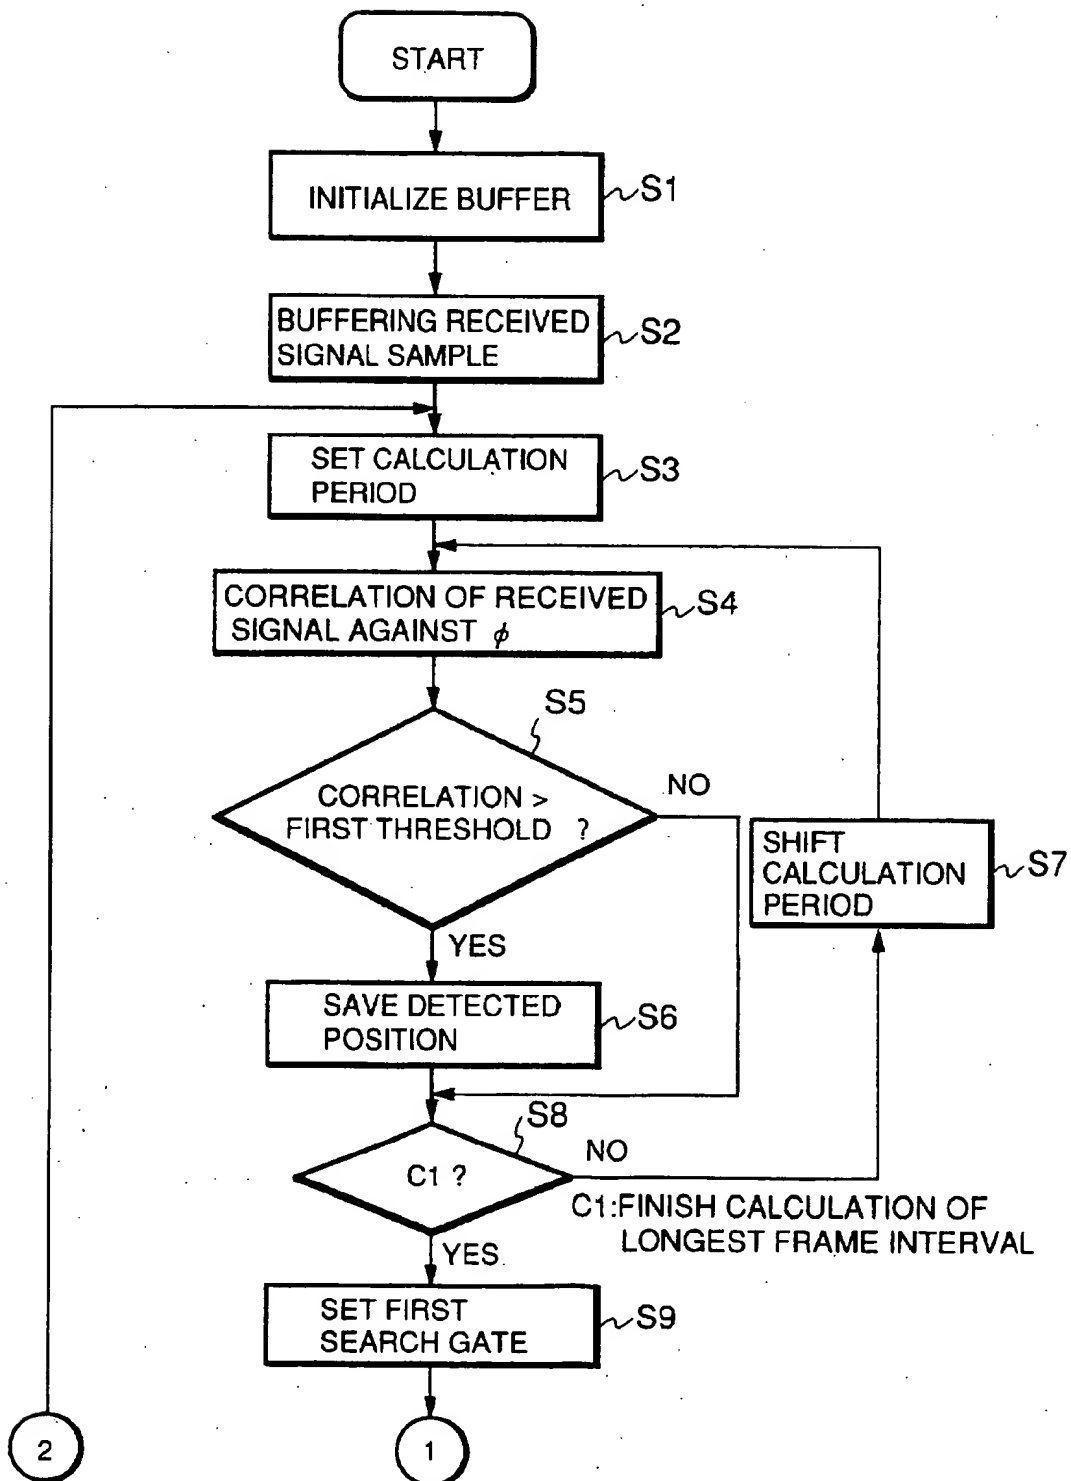 START
INITIALIZE BUFFER
S1
BUFFERING RECEIVED
SIGNAL SAMPLE
S2
SET CALCULATION
PERIOD
S3
CORRELATION OF RECEIVED
SIGNAL AGAINST ϕ
S4
S5
CORRELATION >
FIRST THRESHOLD ?
NO
YES
SHIFT
CALCULATION
PERIOD
S7
SAVE DETECTED
POSITION
S6
S8
C1 ?
NO
C1:FINISH CALCULATION OF
LONGEST FRAME INTERVAL
YES
SET FIRST
SEARCH GATE
S9
2
1